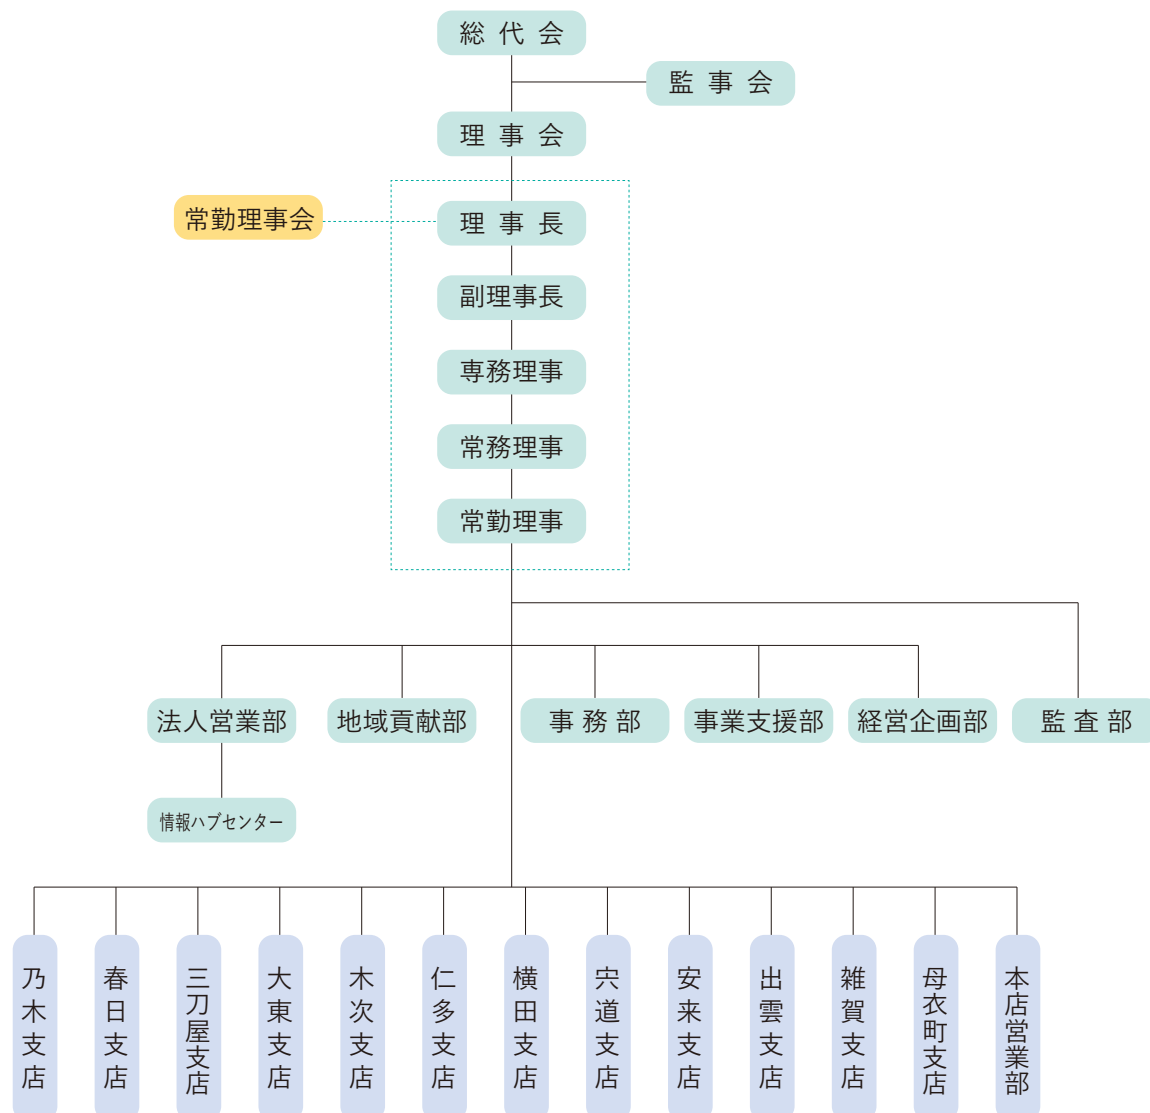 総代会
監事会
理事会
常勤理事会
理事長
副理事長
専務理事
常務理事
常勤理事
法人営業部
地域貢献部
事務部
事業支援部
経営企画部
監査部
情報ハブセンター
乃木支店
春日支店
三刀屋支店
大東支店
木次支店
仁多支店
横田支店
宍道支店
安来支店
出雲支店
雑賀支店
母衣町支店
本店営業部